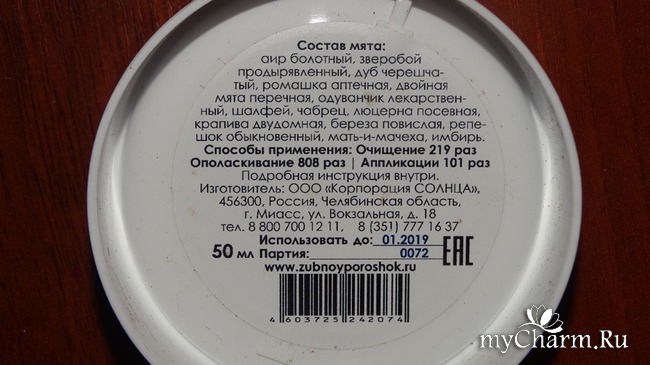 Состав мята:
аир болотный, зверобой
продырявленный, дуб черешча-
тый, ромашка аптечная, двойная
мята перечная, одуванчик лекарствен-
ный, шалфей, чабрец, люцерна посевная,
крапива двудомная, береза повислая, репе-
шок обыкновенный, мать-и-мачеха, имбирь.
Способы применения: Очищение 219 раз
Ополаскивание 808 раз | Аппликации 101 раз
Подробная инструкция внутри.
Изготовитель: ООО «Корпорация СОЛНЦА»,
456300, Россия, Челябинская область,
г. Миасс, ул. Вокзальная, д. 18
тел. 8 800 700 12 11, 8 (351) 777 16 37
Использовать до: 01.2019
50 мл Партия: 0072 ЕАС
www.zubnoyporoshok.ru
4 603725 242074
myCharm.Ru